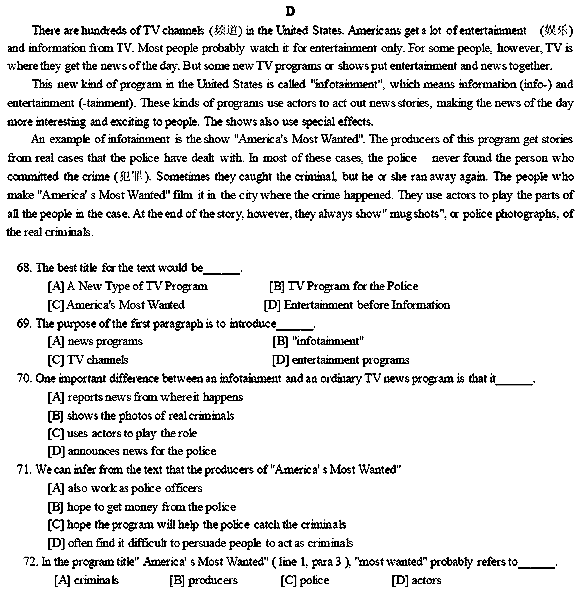 D
There are hundreds of TV channels (频道) in the United States. Americans get a lot of entertainment (娱乐)
and information from TV. Most people probably watch it for entertainment only. For some people, however, TV is
where they get the news of the day. But some new TV programs or shows put entertainment and news together.
This new kind of program in the United States is called "infotainment", which means information (info-) and
entertainment (-tainment). These kinds of programs use actors to act out news stories, making the news of the day
more interesting and exciting to people. The shows also use special effects.
An example of infotainment is the show "America's Most Wanted". The producers of this program get stories
from real cases that the police have dealt with. In most of these cases, the police never found the person who
committed the crime (犯罪). Sometimes they caught the criminal, but he or she ran away again. The people who
make "America' s Most Wanted" film it in the city where the crime happened. They use actors to play the parts of
all the people in the case. At the end of the story, however, they always show" mug shots", or police photographs, of
the real criminals.
68. The best title for the text would be______.
[A] A New Type of TV Program [B] TV Program for the Police
[C] America's Most Wanted [D] Entertainment before Information
69. The purpose of the first paragraph is to introduce______.
[A] news programs [B] "infotainment"
[C] TV channels [D] entertainment programs
70. One important difference between an infotainment and an ordinary TV news program is that it______.
[A] reports news from where it happens
[B] shows the photos of real criminals
[C] uses actors to play the role
[D] announces news for the police
71. We can infer from the text that the producers of "America' s Most Wanted"
[A] also work as police officers
[B] hope to get money from the police
[C] hope the program will help the police catch the criminals
[D] often find it difficult to persuade people to act as criminals
72. In the program title" America' s Most Wanted" ( line 1, para 3 ), "most wanted" probably refers to______.
[A] criminals [B] producers [C] police [D] actors